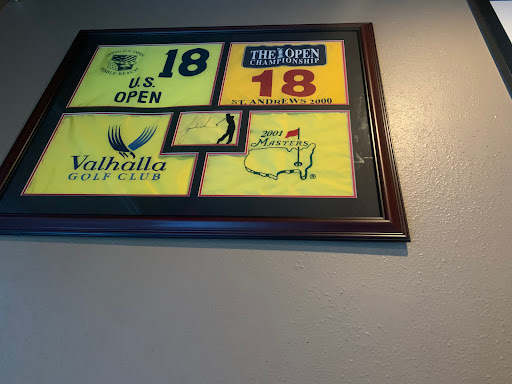 18
U.S.
OPEN
THE OPEN
CHAMPIONSHIP
18
ST. ANDREWS 2000
Valhalla
GOLF CLUB
2001
MASTERS
®